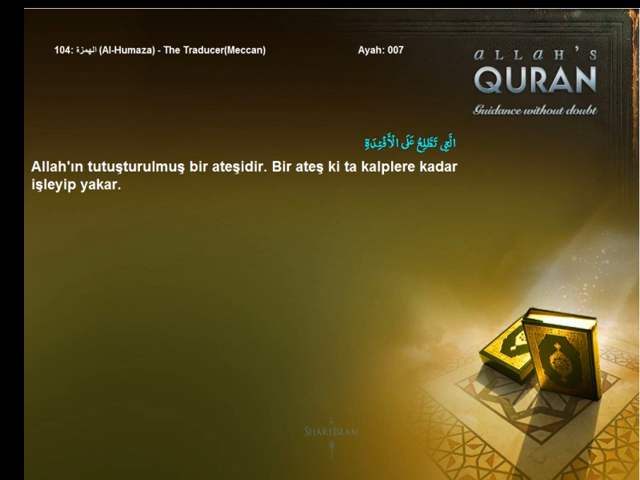 104: الهمزة (Al-Humaza) - The Traducer(Meccan) Ayah: 007
ALLAH'S
QURAN
Guidance without doubt
الَّتِي تَطَّلِعُ عَلَى الْأَفْئِدَةِ
Allah'ın tutuşturulmuş bir ateşidir. Bir ateş ki ta kalplere kadar
işleyip yakar.
SHAREISLAM